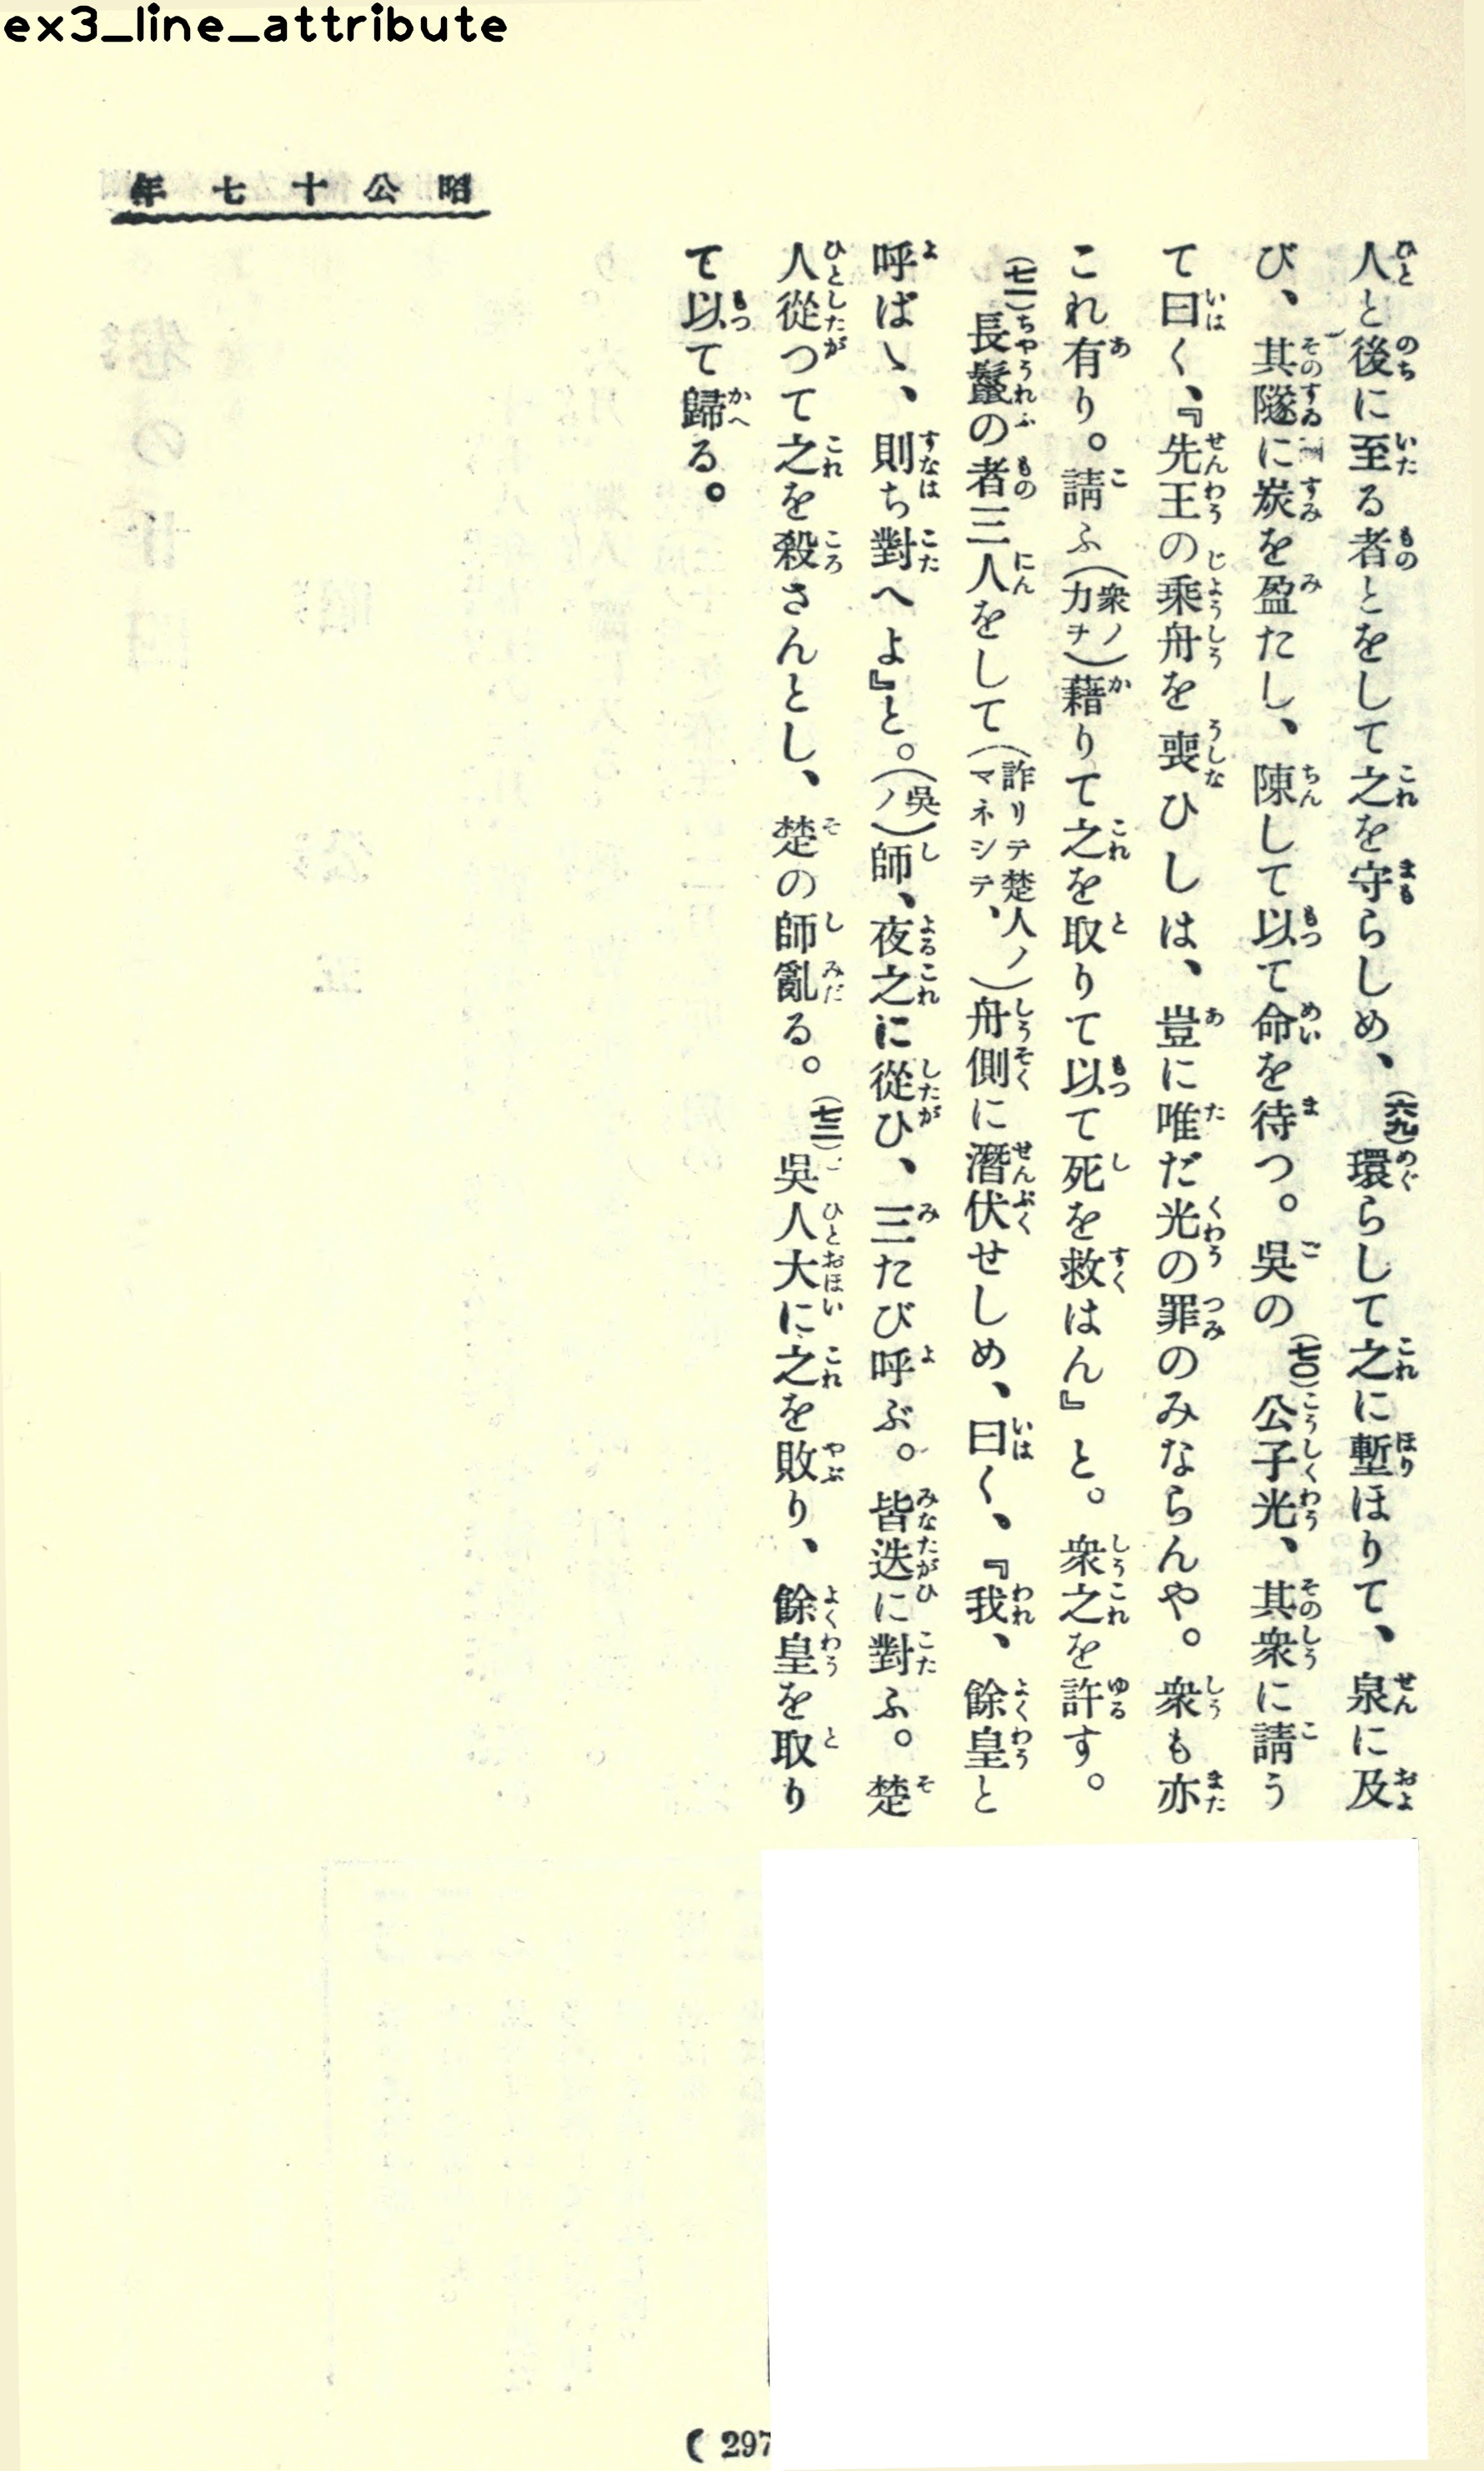 ex3_line_attribute
昭公十七年
人と後に至る者とをして之を守らしめ、(六九)環らして之に塹ほりて、泉に及
び、其隧に炭を盈たし、陳して以て命を待つ。吳の(七〇)公子光、其衆に請う
て曰く、『先王の乘舟を喪ひしは、豈に唯だ光の罪のみならんや。衆も亦
これ有り。請ふ(衆ノ力ヲ)藉りて之を取りて以て死を救はん』と。衆之を許す。
(七一)長鬣の者三人をして(詐リテ楚人ノマネシテ、)舟側に潛伏せしめ、曰く、『我、餘皇と
呼ばゝ、則ち對へよ』と。(吳ノ)師、夜之に從ひ、三たび呼ぶ。皆迭に對ふ。楚
人從つて之を殺さんとし、楚の師亂る。(七二)吳人大に之を敗り、餘皇を取り
て以て歸る。
( 297